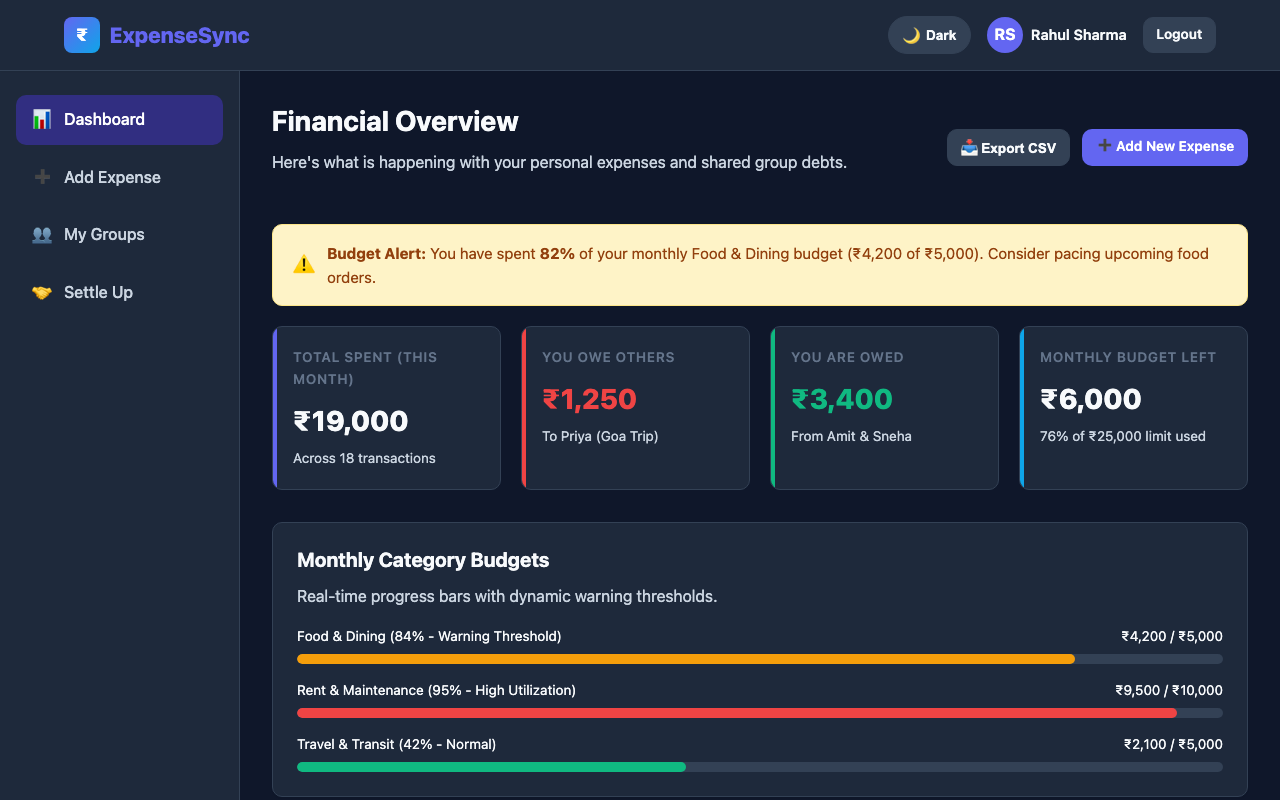 ₹ ExpenseSync
🌙 Dark
RS Rahul Sharma
Logout
📊 Dashboard
➕ Add Expense
👥 My Groups
🤝 Settle Up
Financial Overview
Here's what is happening with your personal expenses and shared group debts.
📥 Export CSV
➕ Add New Expense
⚠️ Budget Alert: You have spent 82% of your monthly Food & Dining budget (₹4,200 of ₹5,000). Consider pacing upcoming food
orders.
TOTAL SPENT (THIS
MONTH)
₹19,000
Across 18 transactions
YOU OWE OTHERS
₹1,250
To Priya (Goa Trip)
YOU ARE OWED
₹3,400
From Amit & Sneha
MONTHLY BUDGET LEFT
₹6,000
76% of ₹25,000 limit used
Monthly Category Budgets
Real-time progress bars with dynamic warning thresholds.
Food & Dining (84% - Warning Threshold) ₹4,200 / ₹5,000
Rent & Maintenance (95% - High Utilization) ₹9,500 / ₹10,000
Travel & Transit (42% - Normal) ₹2,100 / ₹5,000